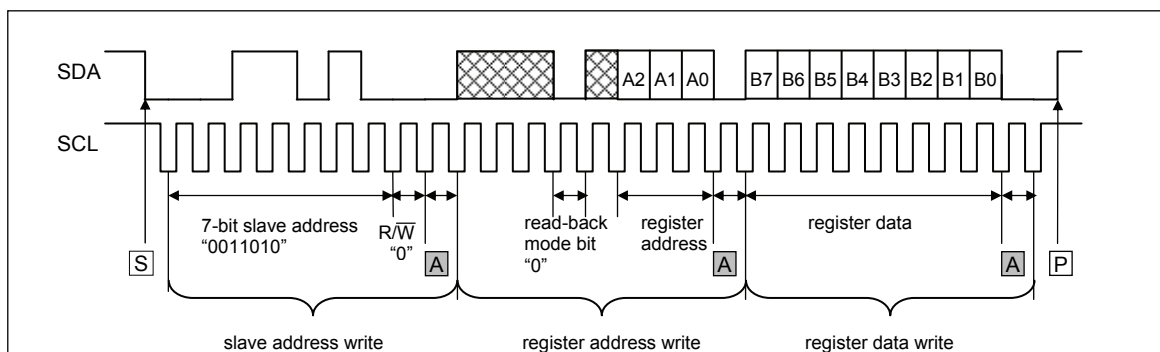 SDA
A2 A1 A0
B7 B6 B5 B4 B3 B2 B1 B0
SCL
7-bit slave address
"0011010"
R/W̅
"0"
read-back
mode bit
"0"
register
address
register data
S
A
A
A
P
slave address write
register address write
register data write